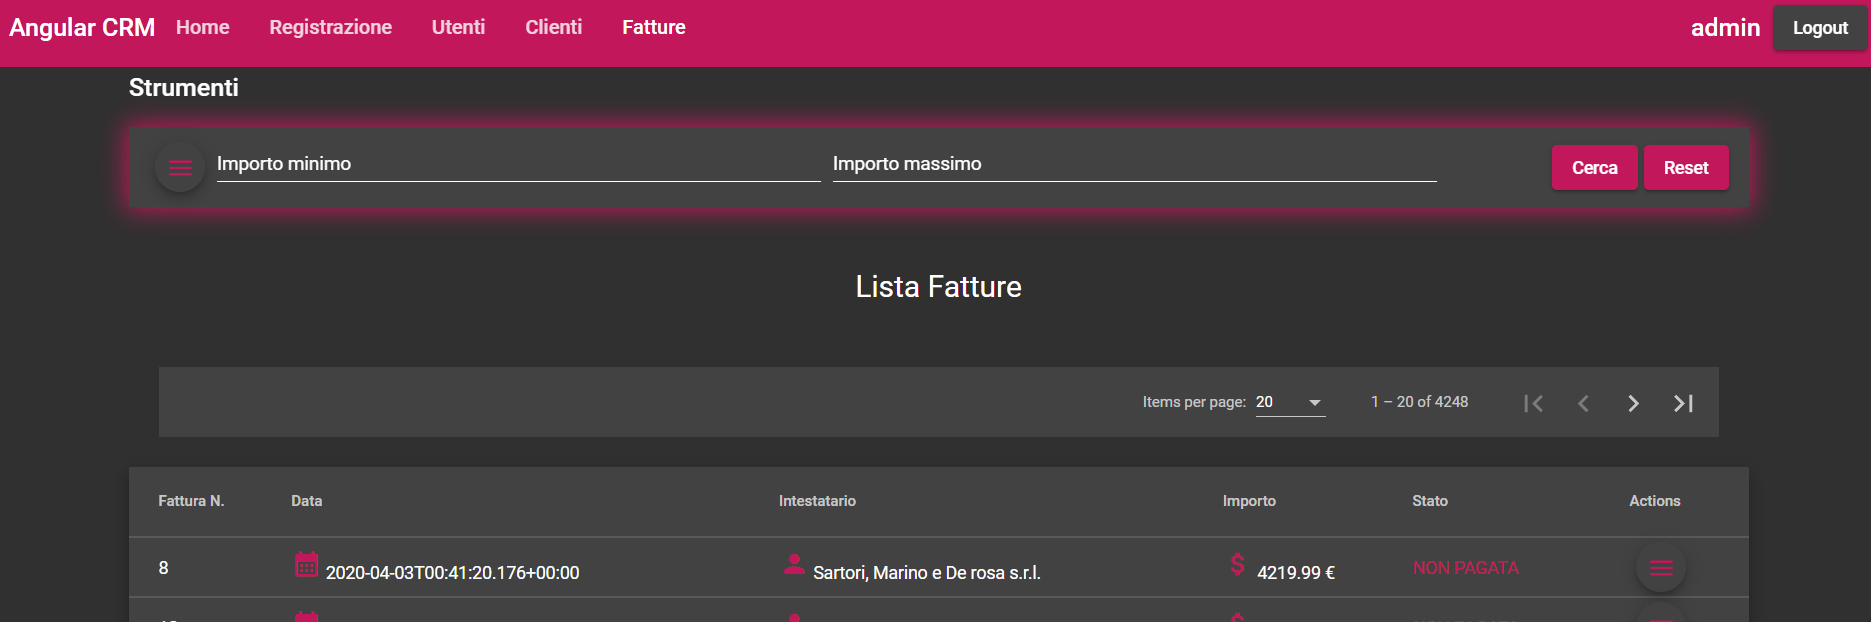 Angular CRM Home Registrazione Utenti Clienti Fatture admin Logout
Strumenti
Importo minimo Importo massimo Cerca Reset
Lista Fatture
Items per page: 20 1 – 20 of 4248
Fattura N. Data Intestatario Importo Stato Actions
8 2020-04-03T00:41:20.176+00:00 Sartori, Marino e De rosa s.r.l. $ 4219.99 € NON PAGATA